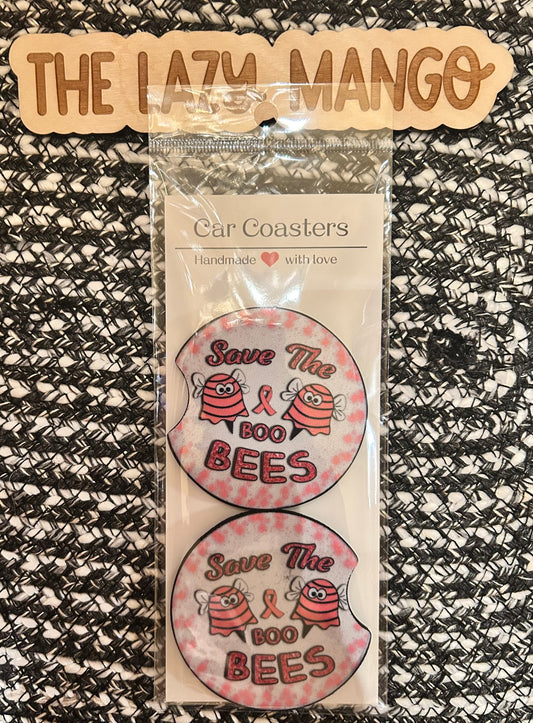 THE LAZY MANGO
Car Coasters
Handmade with love
Save The
BOO
BEES
Save The
BOO
BEES